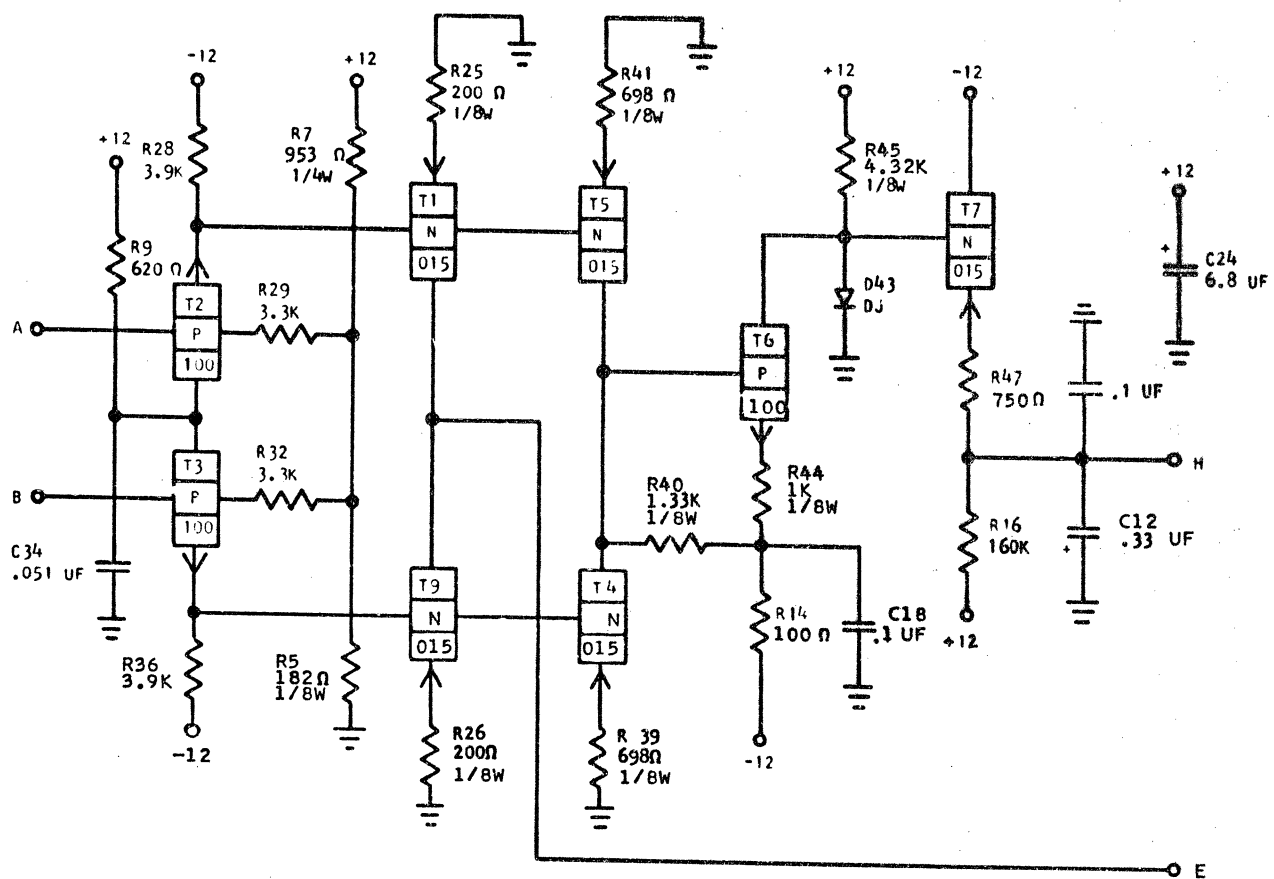 -12
+12
R25
200 Ω
1/8W
R41
698 Ω
1/8W
+12
-12
+12
R28
3.9K
R7
953 Ω
1/4W
R45
4.32K
1/8W
+12
R9
620 Ω
T1
N
015
T5
N
015
T7
N
015
C24
6.8 UF
+
R29
3.3K
T2
P
100
A
D43
DJ
T6
P
100
R47
750Ω
.1 UF
R32
3.3K
T3
P
100
B
R40
1.33K
1/8W
R44
1K
1/8W
H
C34
.051 UF
R16
160K
C12
.33 UF
+
T9
N
015
T4
N
015
R14
100Ω
C18
.1 UF
+12
R36
3.9K
R5
182Ω
1/8W
-12
R26
200Ω
1/8W
R 39
698Ω
1/8W
-12
E